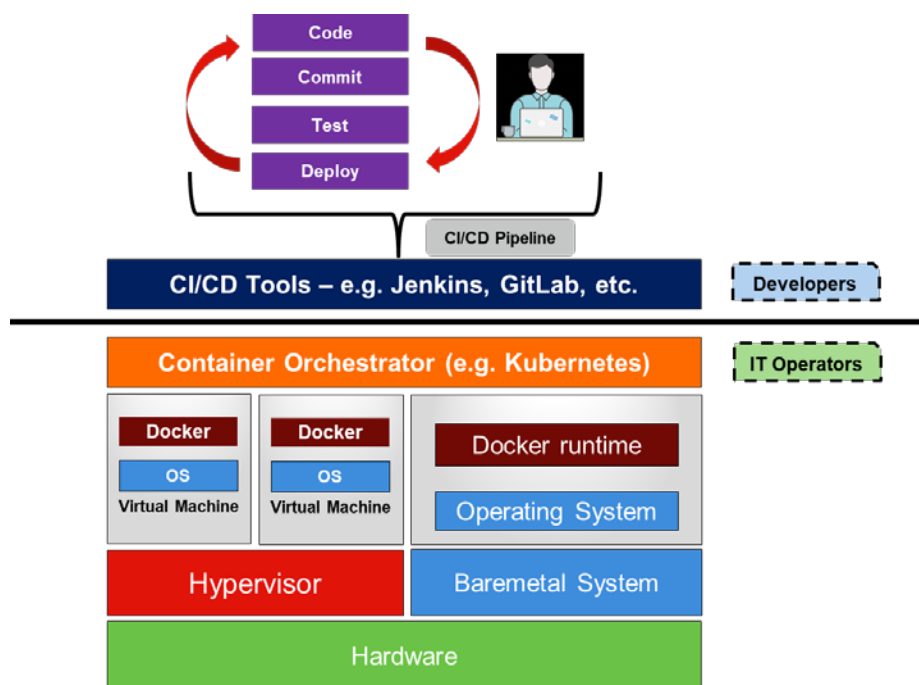 Code
Commit
Test
Deploy
CI/CD Pipeline
CI/CD Tools – e.g. Jenkins, GitLab, etc.
Developers
Container Orchestrator (e.g. Kubernetes)
IT Operators
Docker
OS
Virtual Machine
Docker
OS
Virtual Machine
Docker runtime
Operating System
Hypervisor
Baremetal System
Hardware